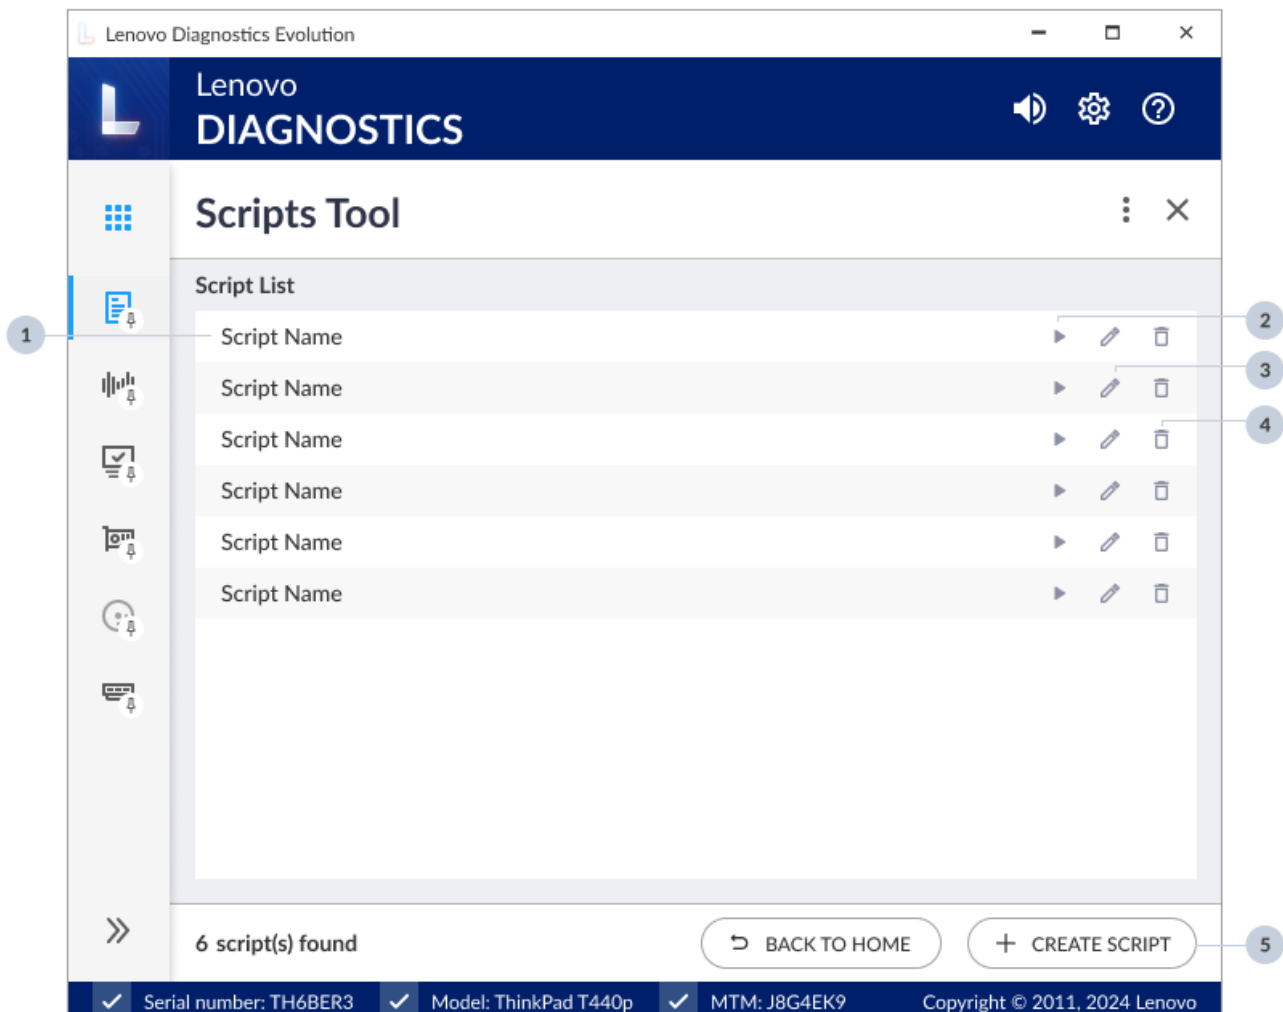 Lenovo Diagnostics Evolution
Lenovo
DIAGNOSTICS
Scripts Tool
Script List
1
Script Name
2
Script Name
3
Script Name
4
Script Name
Script Name
Script Name
6 script(s) found
BACK TO HOME
+ CREATE SCRIPT
5
Serial number: TH6BER3
Model: ThinkPad T440p
MTM: J8G4EK9
Copyright © 2011, 2024 Lenovo